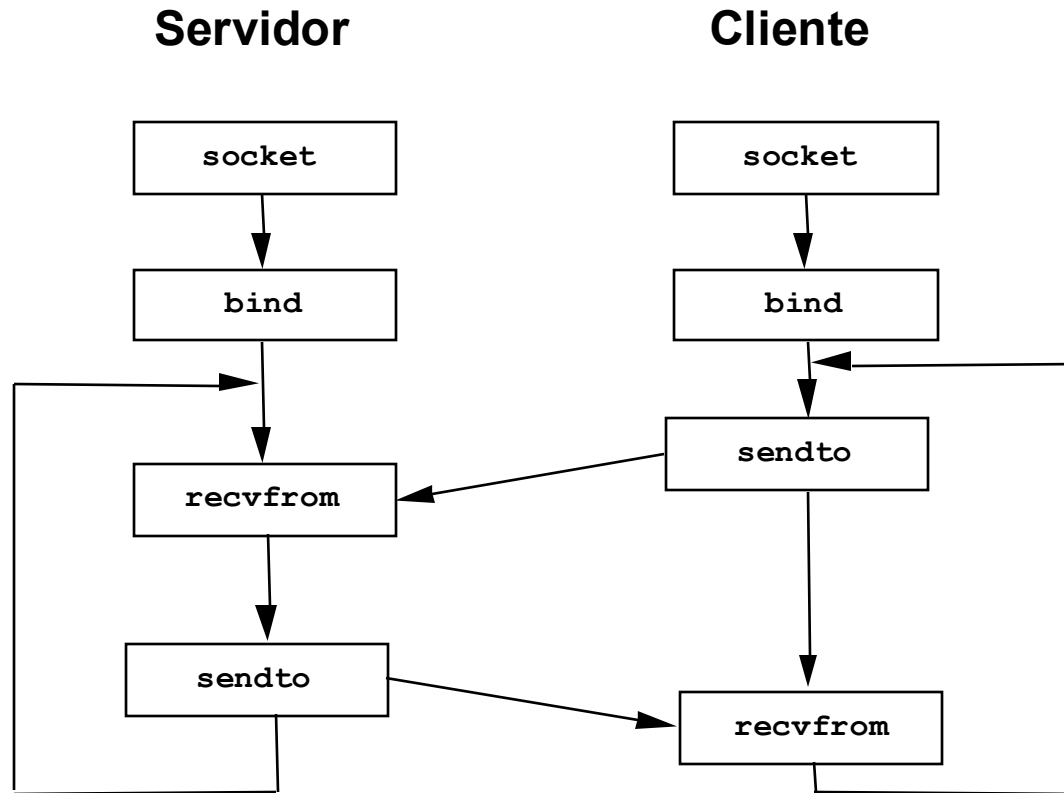 Servidor
Cliente
socket
socket
bind
bind
sendto
recvfrom
sendto
recvfrom